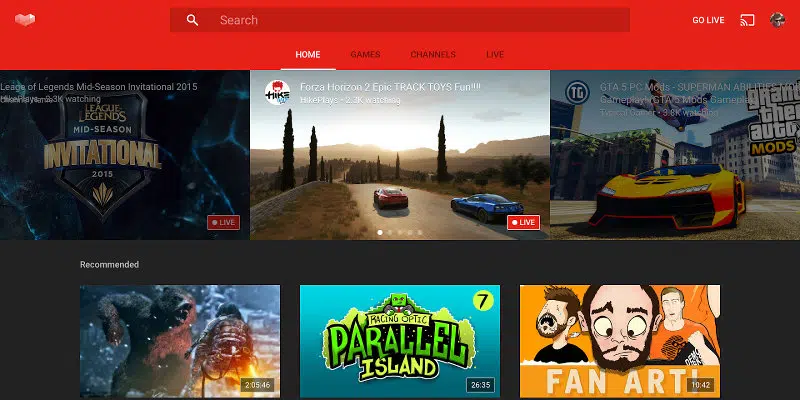 Search
GO LIVE
HOME GAMES CHANNELS LIVE
League of Legends Mid-Season Invitational 2015
HikePlays • 2.3K watching
LEAGUE OF
LEGENDS
MID-SEASON
INVITATIONAL
2015
LIVE
HIKE
Forza Horizon 2 Epic TRACK TOYS Fun!!!!
HikePlays • 2.3K watching
LIVE
TG
GTA 5 PC Mods - SUPERMAN ABILITIES MOD
Gameplay! GTA 5 Mods Gameplay
Typical Gamer • 3.8K watching
grand
theft
auto
MODS
Recommended
2:05:46
RACING OPTIC
PARALLEL
ISLAND
7
26:35
FAN ART!
10:42